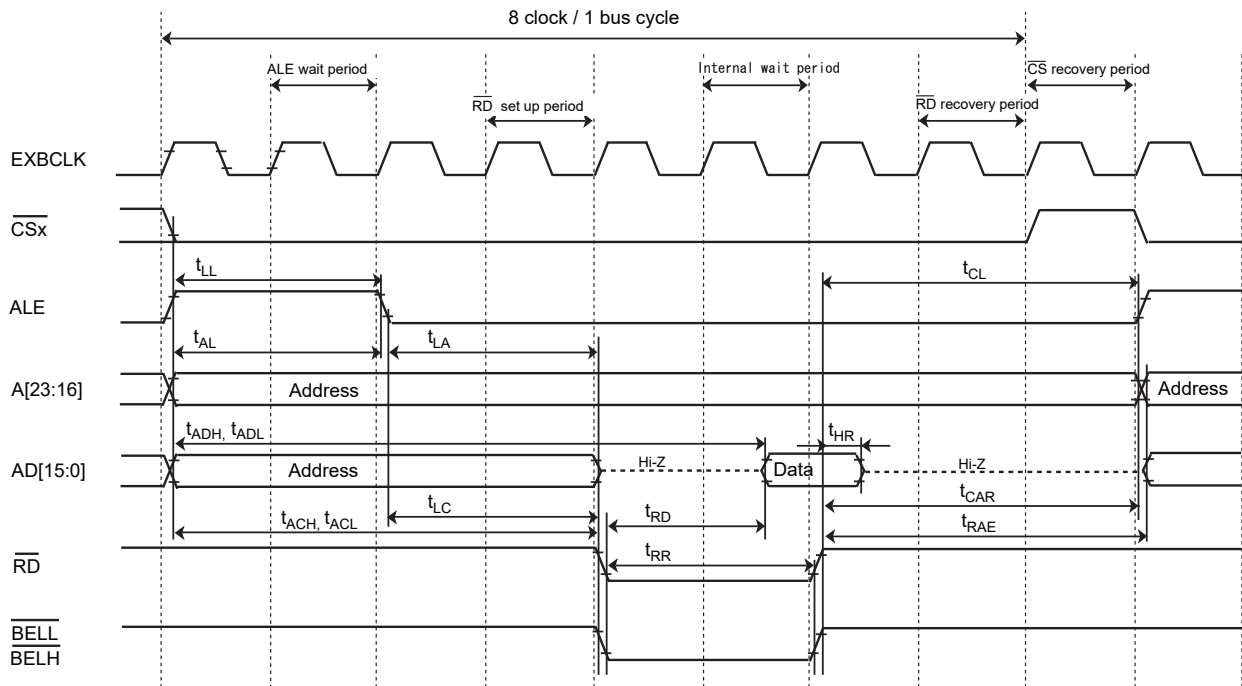 8 clock / 1 bus cycle
ALE wait period
Internal wait period
CS recovery period
RD set up period
RD recovery period
EXBCLK
CSx
tLL
tCL
ALE
tAL
tLA
A[23:16]
Address
Address
tADH, tADL
tHR
AD[15:0]
Address
Hi-Z
Data
Hi-Z
tLC
tRD
tCAR
tACH, tACL
tRAE
RD
tRR
BELL
BELH